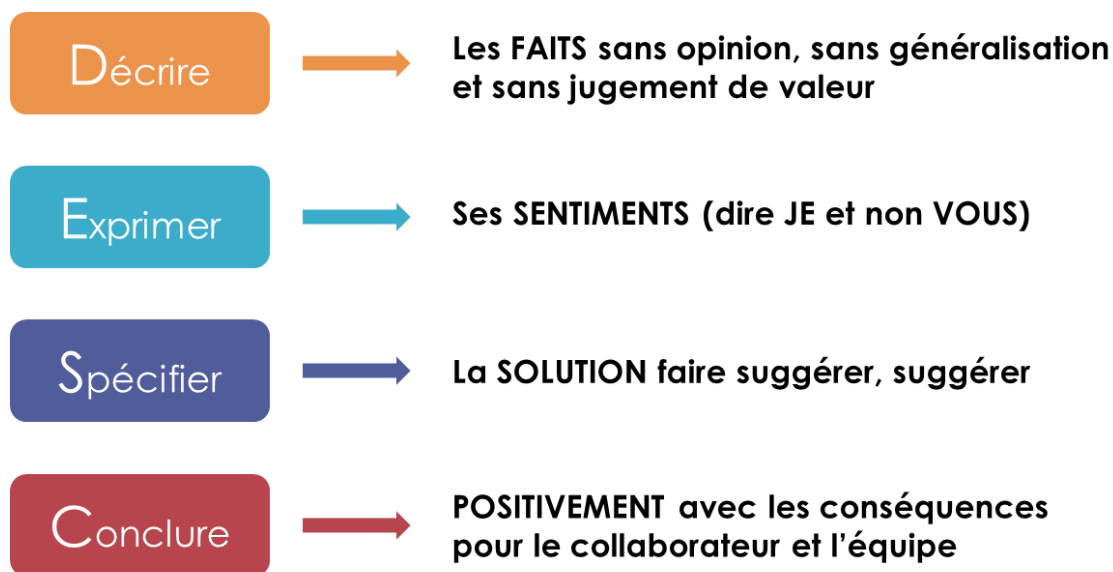 Décrire
Les FAITS sans opinion, sans généralisation
et sans jugement de valeur
Exprimer
Ses SENTIMENTS (dire JE et non VOUS)
Spécifier
La SOLUTION faire suggérer, suggérer
Conclure
POSITIVEMENT avec les conséquences
pour le collaborateur et l'équipe